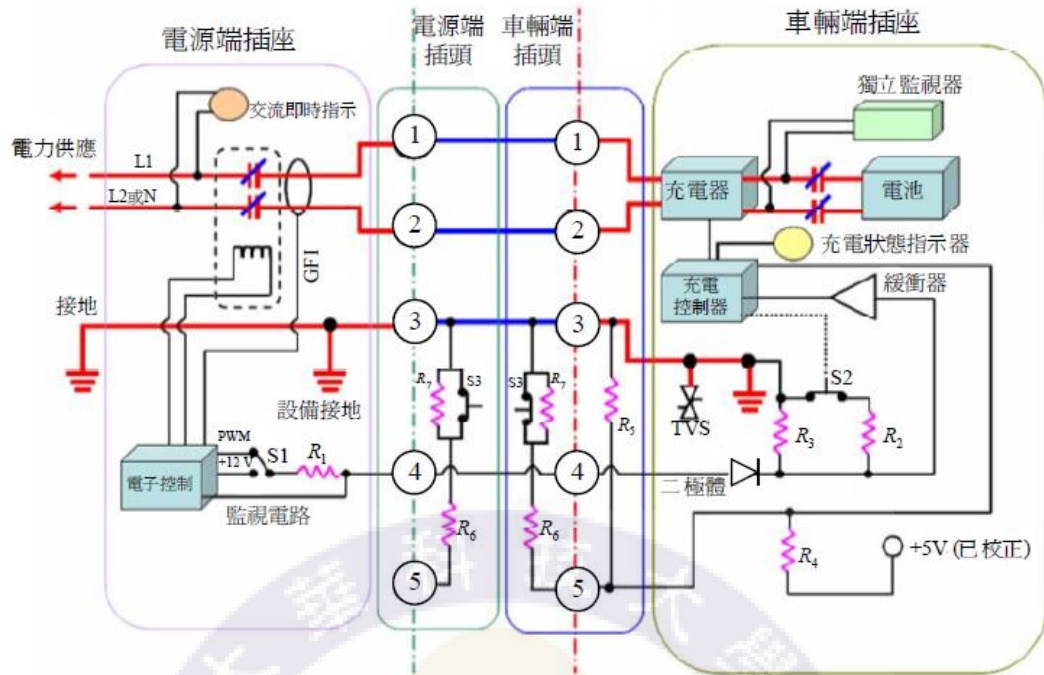 電源端插座
電源端
插頭
車輛端
插頭
車輛端插座
交流即時指示
獨立監視器
電力供應
L1
L2或N
GFI
1
1
2
2
3
3
4
4
5
5
充電器
電池
充電狀態指示器
充電
控制器
緩衝器
接地
設備接地
R7
S3
S3
R7
R5
TVS
S2
R3
R2
PWM
+12 V
S1
R1
電子控制
監視電路
二極體
R6
R6
R4
+5V (已校正)
華科技大學